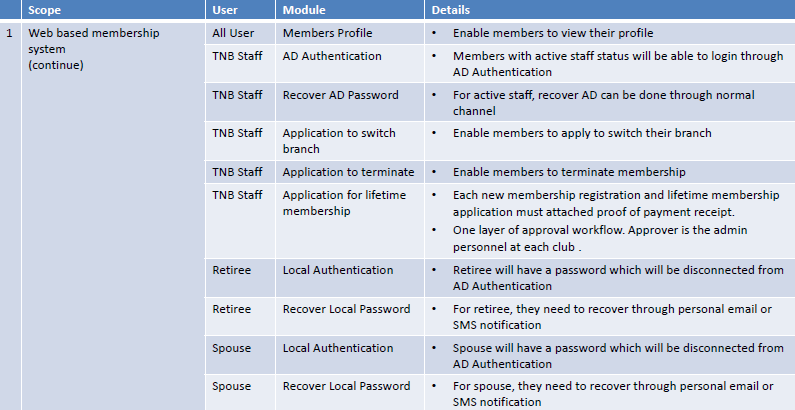 Scope User Module Details
1 Web based membership system (continue)
All User Members Profile • Enable members to view their profile
TNB Staff AD Authentication • Members with active staff status will be able to login through
AD Authentication
TNB Staff Recover AD Password • For active staff, recover AD can be done through normal
channel
TNB Staff Application to switch branch • Enable members to apply to switch their branch
TNB Staff Application to terminate • Enable members to terminate membership
TNB Staff Application for lifetime membership • Each new membership registration and lifetime membership
application must attached proof of payment receipt.
• One layer of approval workflow. Approver is the admin
personnel at each club .
Retiree Local Authentication • Retiree will have a password which will be disconnected from
AD Authentication
Retiree Recover Local Password • For retiree, they need to recover through personal email or
SMS notification
Spouse Local Authentication • Spouse will have a password which will be disconnected from
AD Authentication
Spouse Recover Local Password • For spouse, they need to recover through personal email or
SMS notification